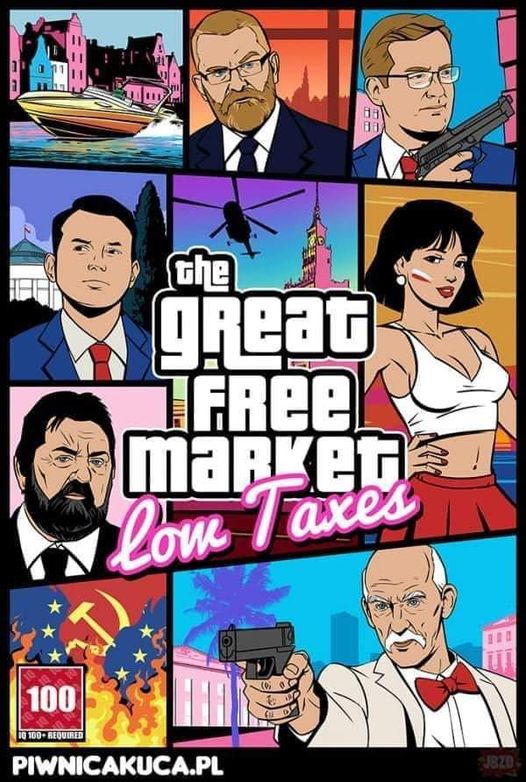 the
GREAT
FREE
MARKET
Low Taxes
100
IQ 100+ REQUIRED
PIWNICAKUCA.PL
JBZD